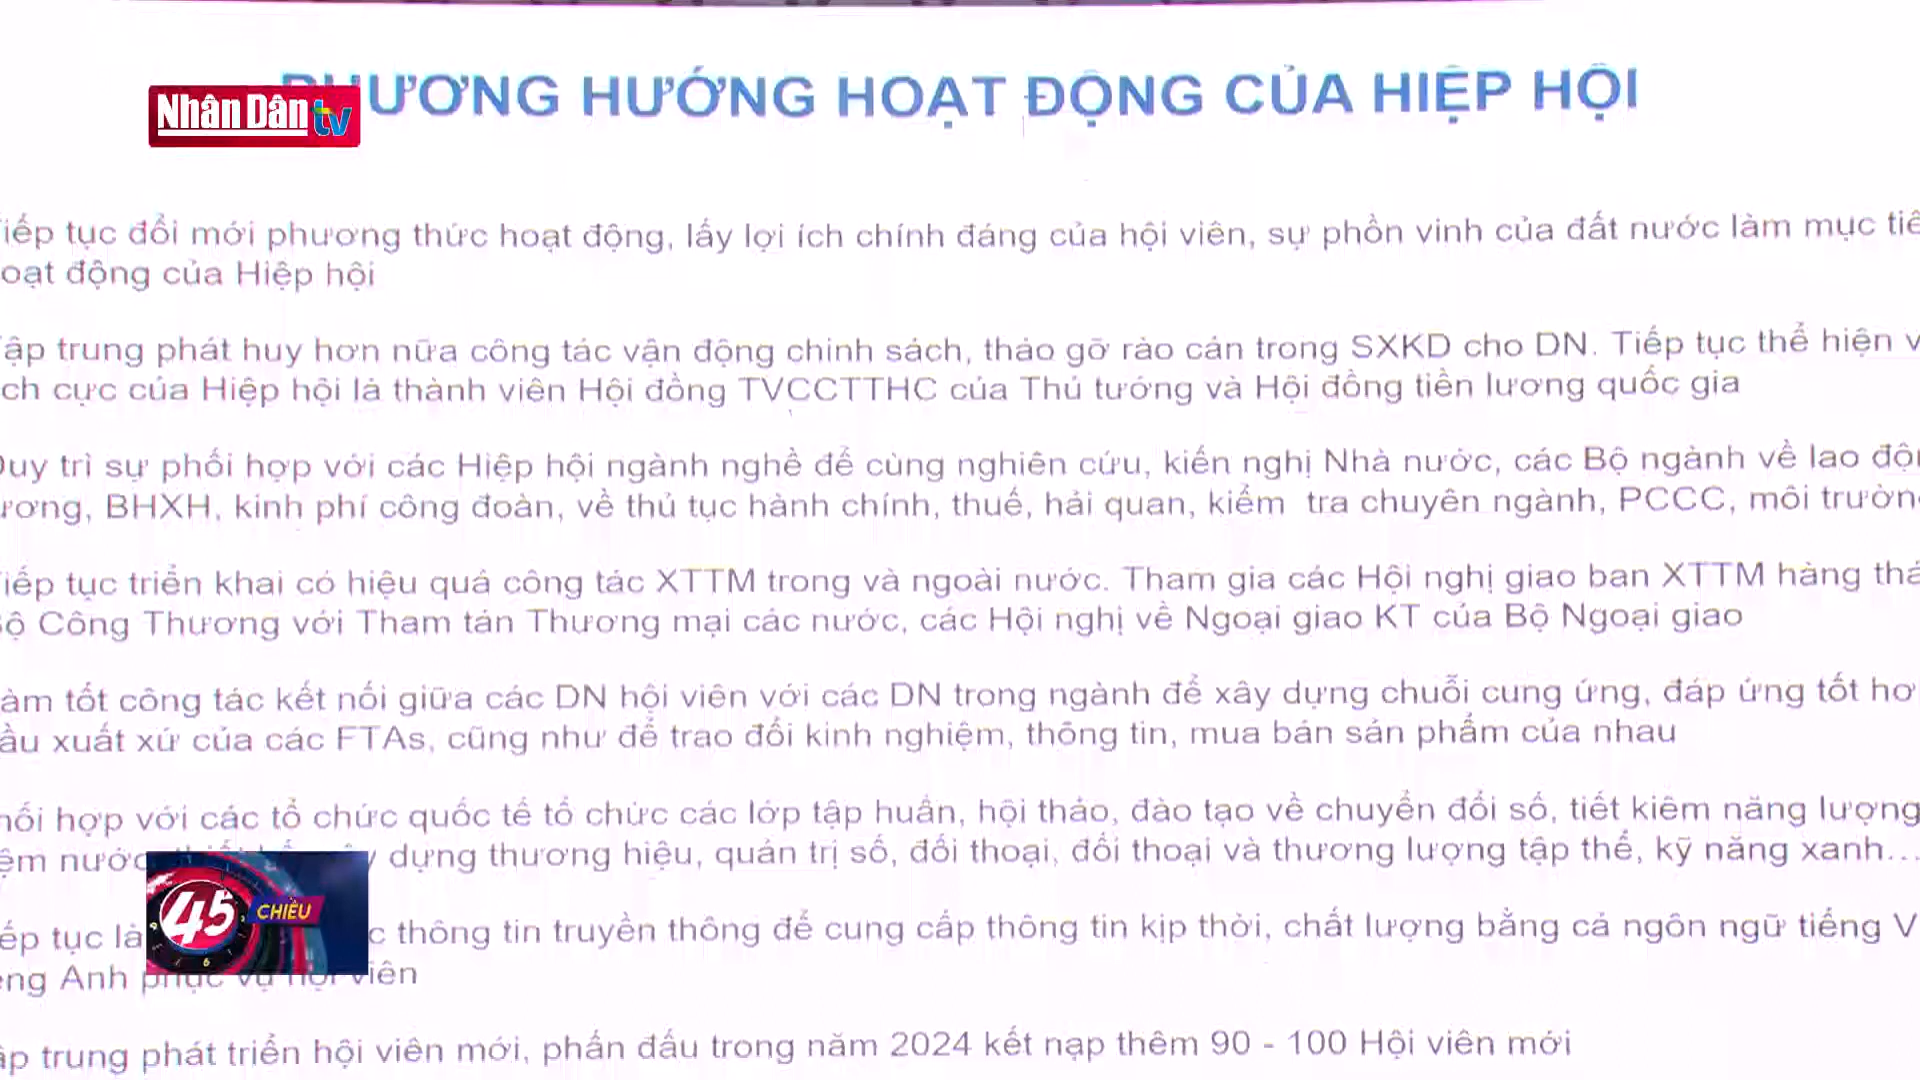 Nhân Dân tv
ƯƠNG HƯỚNG HOẠT ĐỘNG CỦA HIỆP HỘI
iếp tục đổi mới phương thức hoạt động, lấy lợi ích chính đáng của hội viên, sự phồn vinh của đất nước làm mục tiê
oạt động của Hiệp hội
ập trung phát huy hơn nữa công tác vận động chính sách, tháo gỡ rào cản trong SXKD cho DN. Tiếp tục thể hiện v
ch cực của Hiệp hội là thành viên Hội đồng TVCCTTHC của Thủ tướng và Hội đồng tiền lương quốc gia
Duy trì sự phối hợp với các Hiệp hội ngành nghề để cùng nghiên cứu, kiến nghị Nhà nước, các Bộ ngành về lao độn
ương, BHXH, kinh phí công đoàn, về thủ tục hành chính, thuế, hải quan, kiểm tra chuyên ngành, PCCC, môi trường
iếp tục triển khai có hiệu quả công tác XTTM trong và ngoài nước. Tham gia các Hội nghị giao ban XTTM hàng thá
ộ Công Thương với Tham tán Thương mại các nước, các Hội nghị về Ngoại giao KT của Bộ Ngoại giao
àm tốt công tác kết nối giữa các DN hội viên với các DN trong ngành để xây dựng chuỗi cung ứng, đáp ứng tốt hơ
ầu xuất xứ của các FTAs, cũng như để trao đổi kinh nghiệm, thông tin, mua bán sản phẩm của nhau
hối hợp với các tổ chức quốc tế tổ chức các lớp tập huấn, hội thảo, đào tạo về chuyển đổi số, tiết kiêm năng lượng
ệm nước dựng thương hiệu, quản trị số, đối thoại, đối thoại và thương lượng tập thể, kỹ năng xanh...
ếp tục là c thông tin truyền thông để cung cấp thông tin kịp thời, chất lượng bằng cả ngôn ngữ tiếng V
45 CHIỀU
ếng Anh phục vụ hội viên
ập trung phát triển hội viên mới, phấn đấu trong năm 2024 kết nạp thêm 90 - 100 Hội viên mới